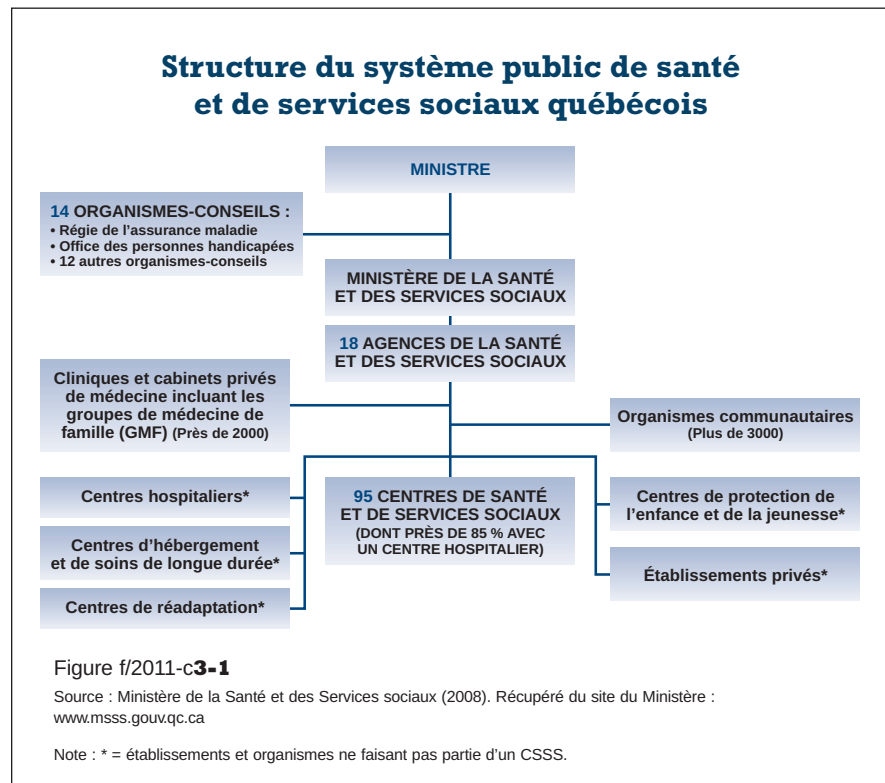 Structure du système public de santé
et de services sociaux québécois
MINISTRE
14 ORGANISMES-CONSEILS :
• Régie de l’assurance maladie
• Office des personnes handicapées
• 12 autres organismes-conseils
MINISTÈRE DE LA SANTÉ
ET DES SERVICES SOCIAUX
18 AGENCES DE LA SANTÉ
ET DES SERVICES SOCIAUX
Cliniques et cabinets privés
de médecine incluant les
groupes de médecine de
famille (GMF) (Près de 2000)
Organismes communautaires
(Plus de 3000)
Centres hospitaliers*
Centres d’hébergement
et de soins de longue durée*
Centres de réadaptation*
95 CENTRES DE SANTÉ
ET DE SERVICES SOCIAUX
(DONT PRÈS DE 85 % AVEC
UN CENTRE HOSPITALIER)
Centres de protection de
l’enfance et de la jeunesse*
Établissements privés*
Figure f/2011-c3-1
Source : Ministère de la Santé et des Services sociaux (2008). Récupéré du site du Ministère :
www.msss.gouv.qc.ca
Note : * = établissements et organismes ne faisant pas partie d’un CSSS.